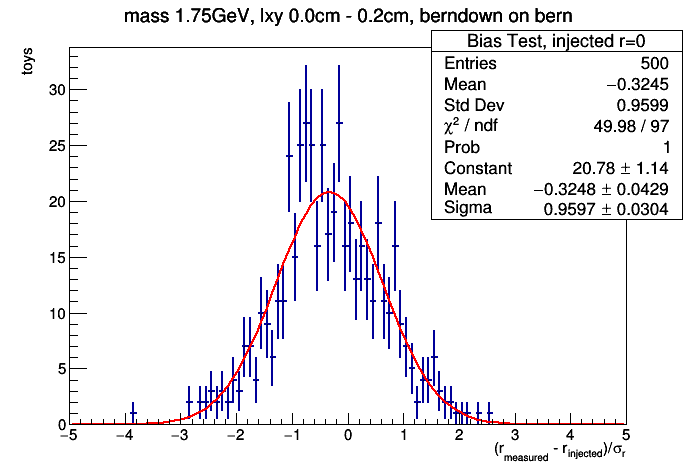 mass 1.75GeV, lxy 0.0cm - 0.2cm, berndown on bern
Bias Test, injected r=0
Entries 500
Mean −0.3245
Std Dev 0.9599
χ² / ndf 49.98 / 97
Prob 1
Constant 20.78 ± 1.14
Mean −0.3248 ± 0.0429
Sigma 0.9597 ± 0.0304
toys
30
25
20
15
10
5
0
−5 −4 −3 −2 −1 0 1 2 3 4 5
(r_measured - r_injected)/σ_r